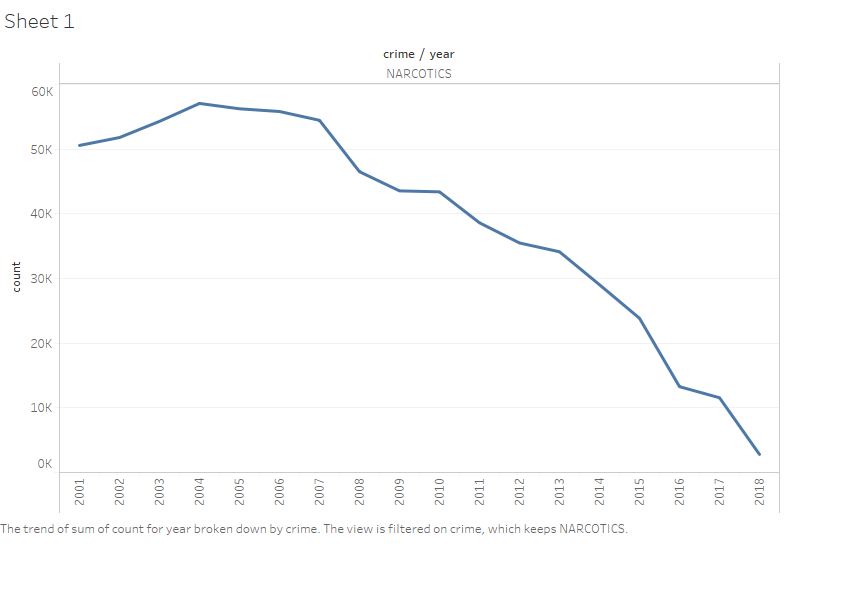 Sheet 1
crime / year
NARCOTICS
60K
50K
40K
30K
20K
10K
0K
count
2001
2002
2003
2004
2005
2006
2007
2008
2009
2010
2011
2012
2013
2014
2015
2016
2017
2018
The trend of sum of count for year broken down by crime. The view is filtered on crime, which keeps NARCOTICS.